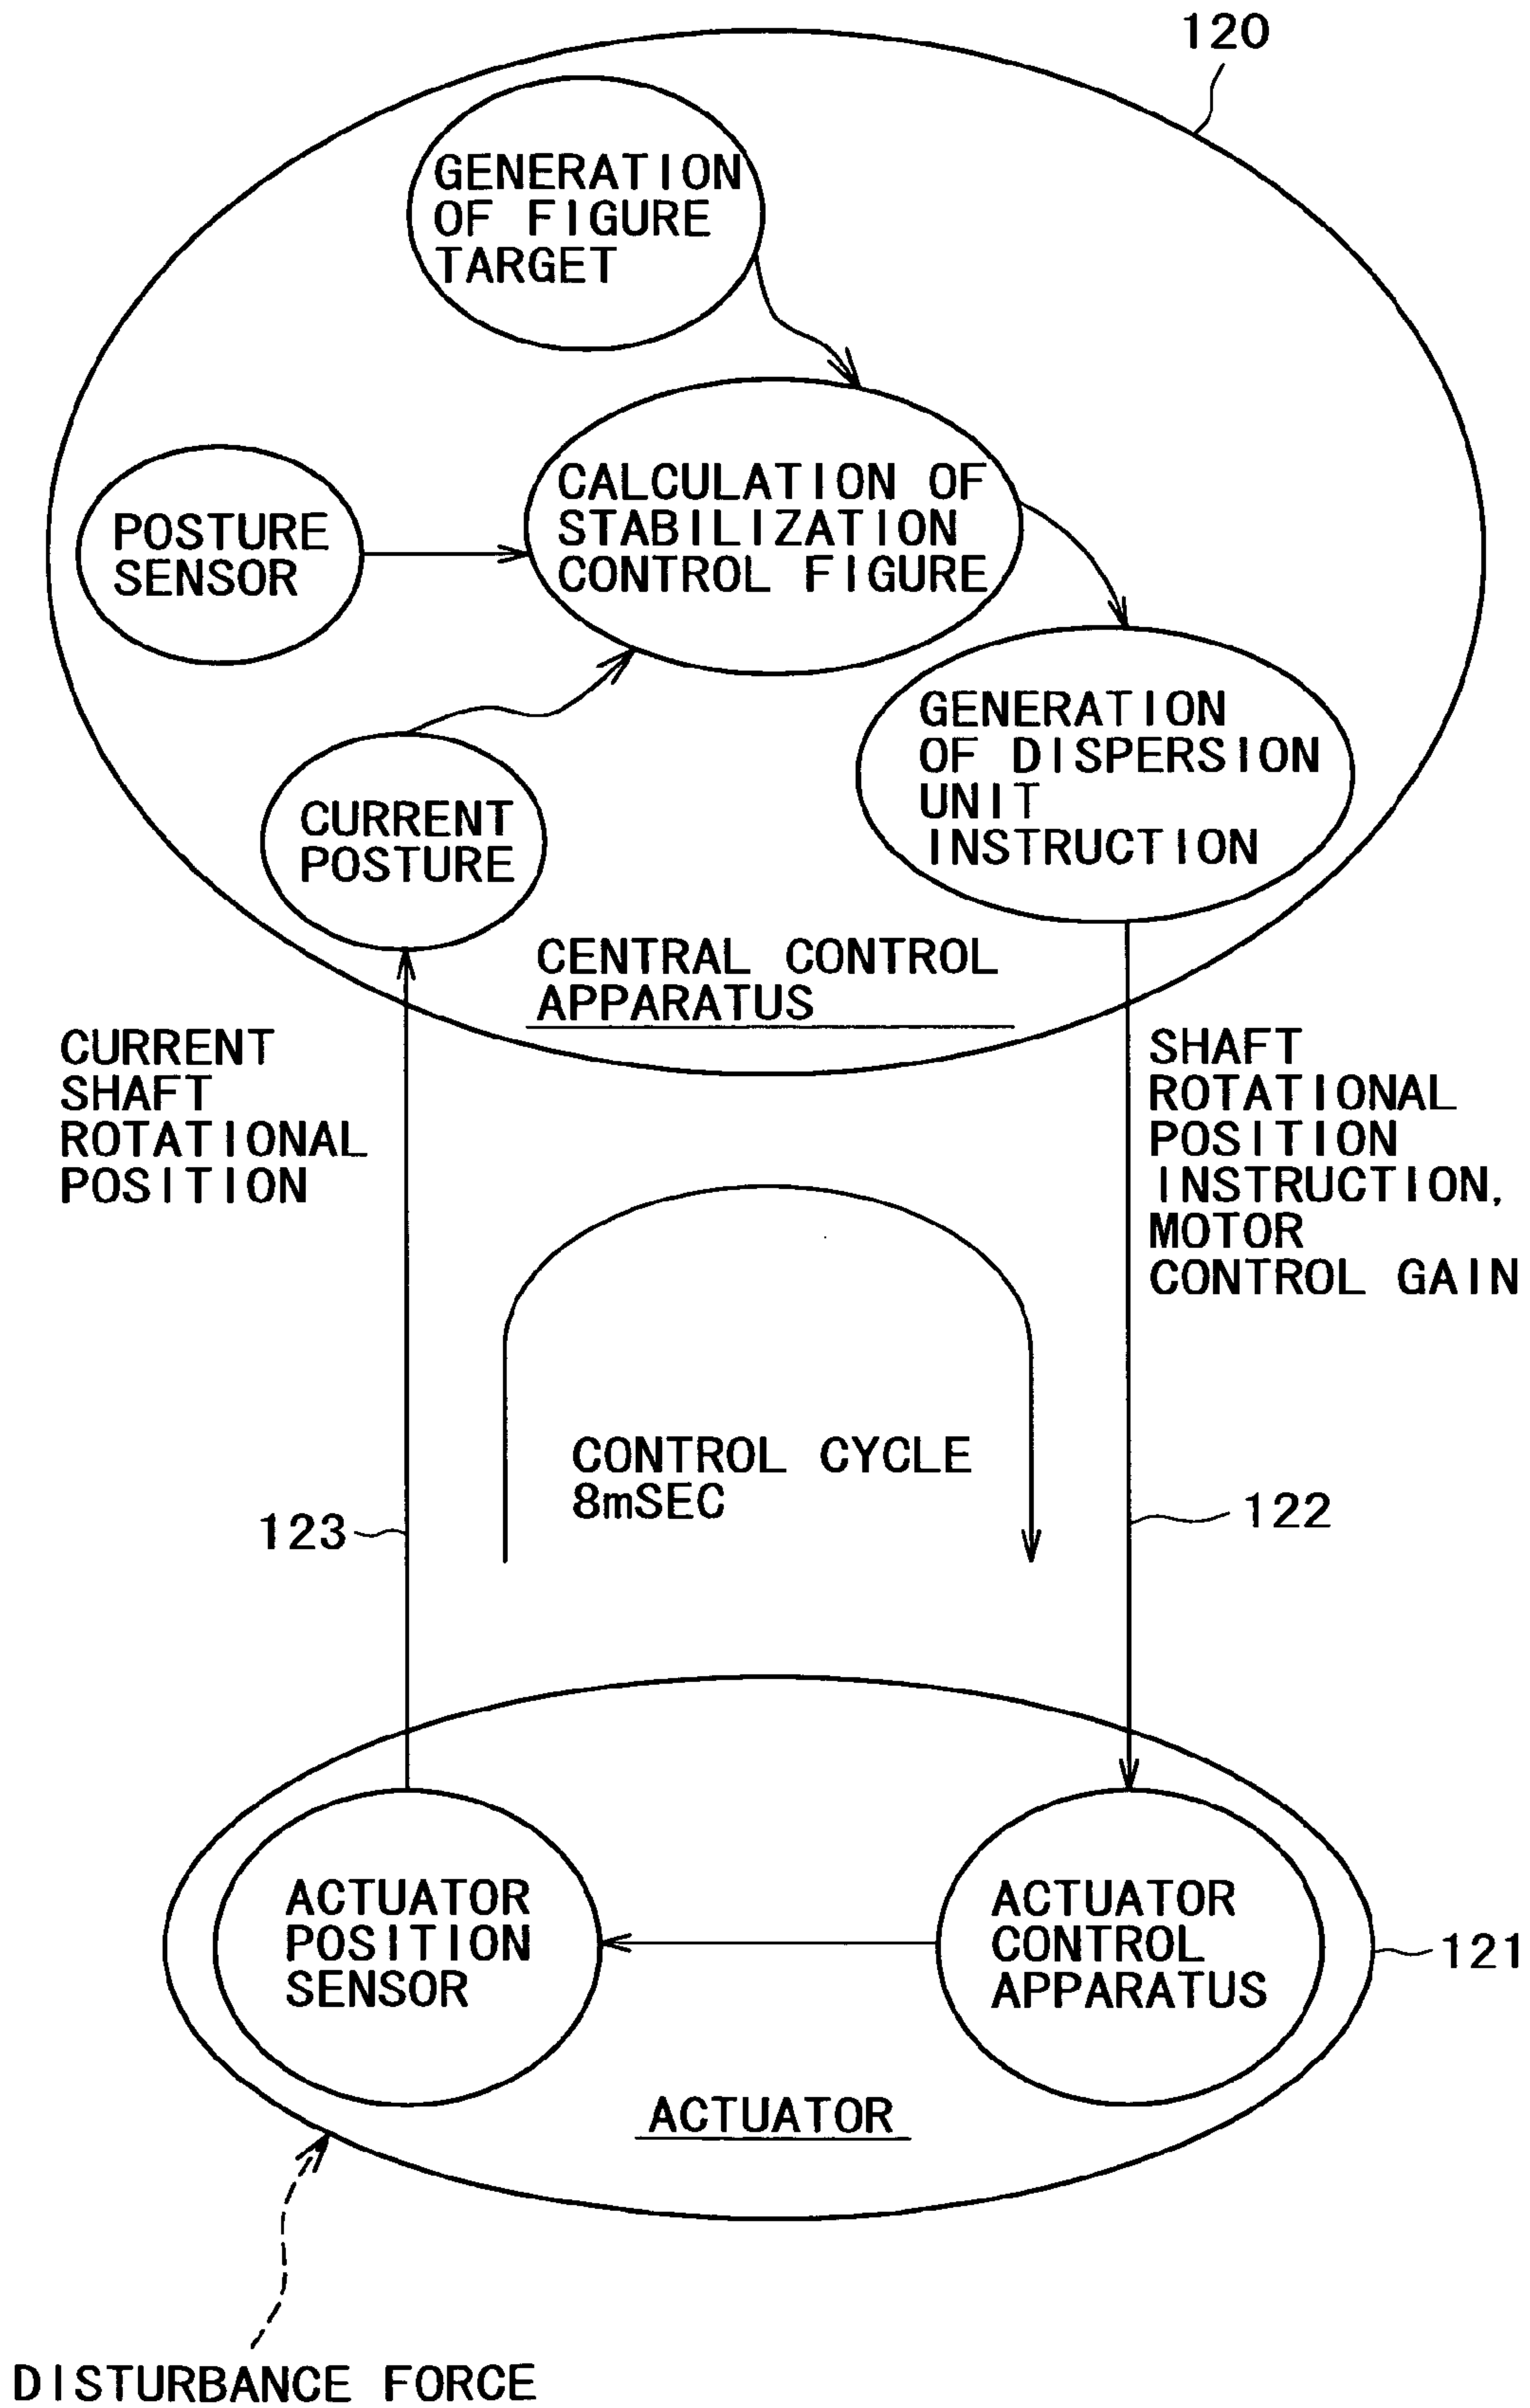 120
GENERATION
OF FIGURE
TARGET
CALCULATION OF
STABILIZATION
CONTROL FIGURE
POSTURE
SENSOR
GENERATION
OF DISPERSION
UNIT
INSTRUCTION
CURRENT
POSTURE
CENTRAL CONTROL
APPARATUS
CURRENT
SHAFT
ROTATIONAL
POSITION
SHAFT
ROTATIONAL
POSITION
INSTRUCTION,
MOTOR
CONTROL GAIN
CONTROL CYCLE
8mSEC
123
122
ACTUATOR
POSITION
SENSOR
ACTUATOR
CONTROL
APPARATUS
121
ACTUATOR
DISTURBANCE FORCE